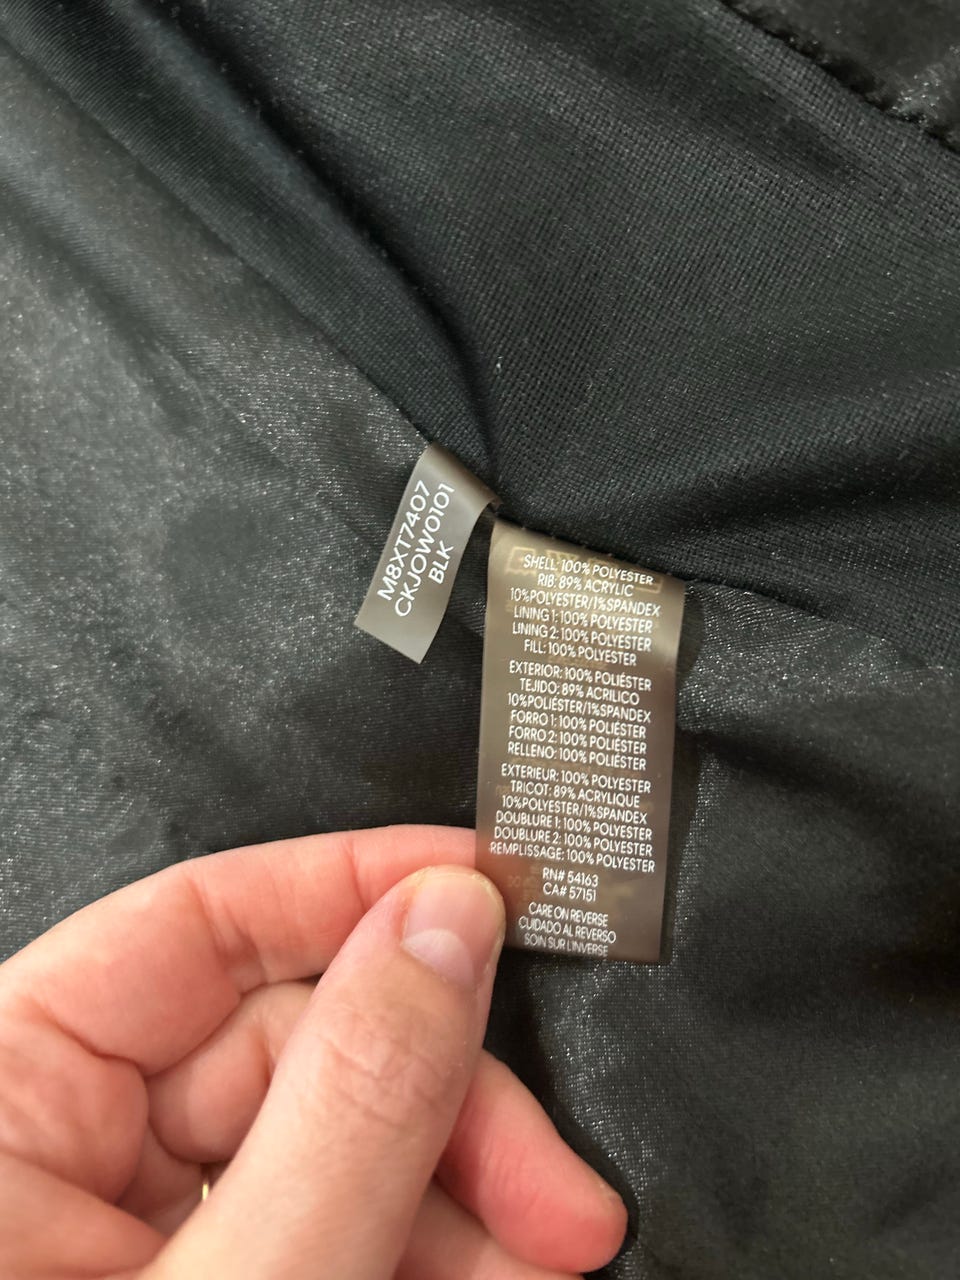 M8XT7407
CKJOW0101
BLK
SHELL: 100% POLYESTER
RIB: 89% ACRYLIC
10%POLYESTER/1%SPANDEX
LINING 1: 100% POLYESTER
LINING 2: 100% POLYESTER
FILL: 100% POLYESTER
EXTERIOR: 100% POLIÉSTER
TEJIDO: 89% ACRILICO
10%POLIÉSTER/1%SPANDEX
FORRO 1: 100% POLIÉSTER
FORRO 2: 100% POLIÉSTER
RELLENO: 100% POLIÉSTER
EXTERIEUR: 100% POLYESTER
TRICOT: 89% ACRYLIQUE
10%POLYESTER/1%SPANDEX
DOUBLURE 1: 100% POLYESTER
DOUBLURE 2: 100% POLYESTER
REMPLISSAGE: 100% POLYESTER
RN# 54163
CA# 57151
CARE ON REVERSE
CUIDADO AL REVERSO
SOIN SUR L'INVERSE